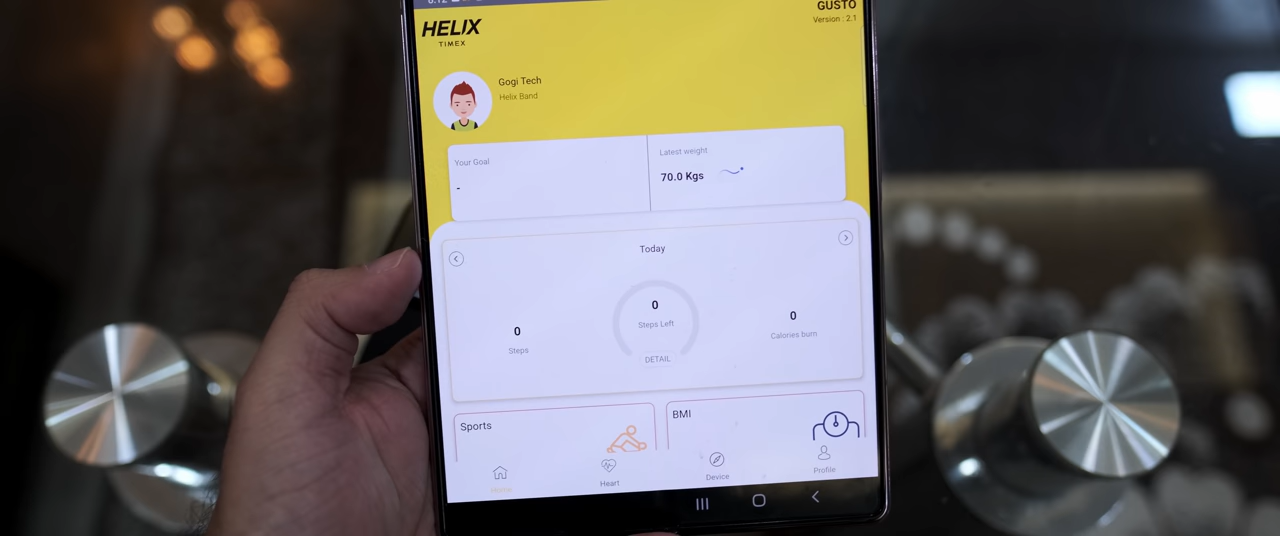 HELIX
TIMEX
GUSTO
Version : 2.1
Gogi Tech
Helix Band
Your Goal
-
Latest weight
70.0 Kgs
Today
0
Steps
0
Steps Left
DETAIL
0
Calories burn
Sports
BMI
Home
Heart
Device
Profile